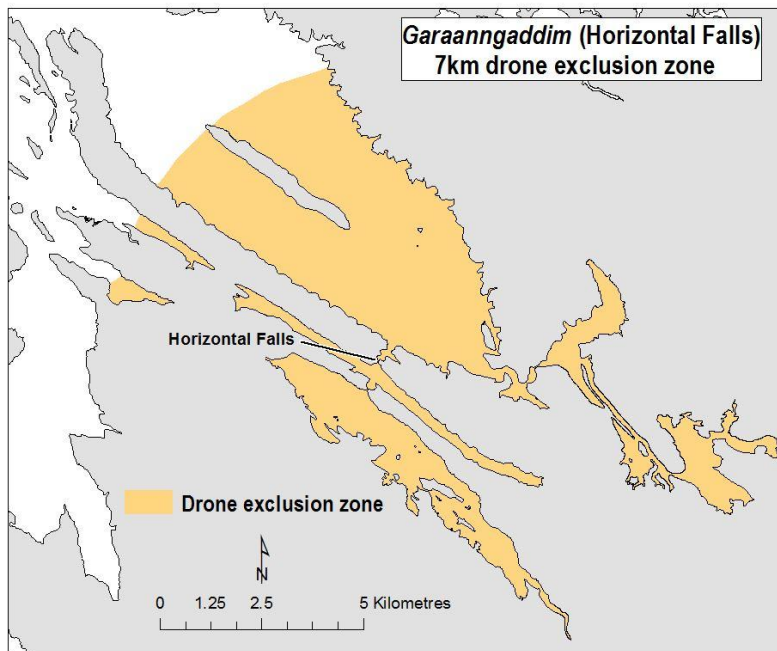 Garaanngaddim (Horizontal Falls)
7km drone exclusion zone
Horizontal Falls
Drone exclusion zone
N
0 1.25 2.5 5 Kilometres